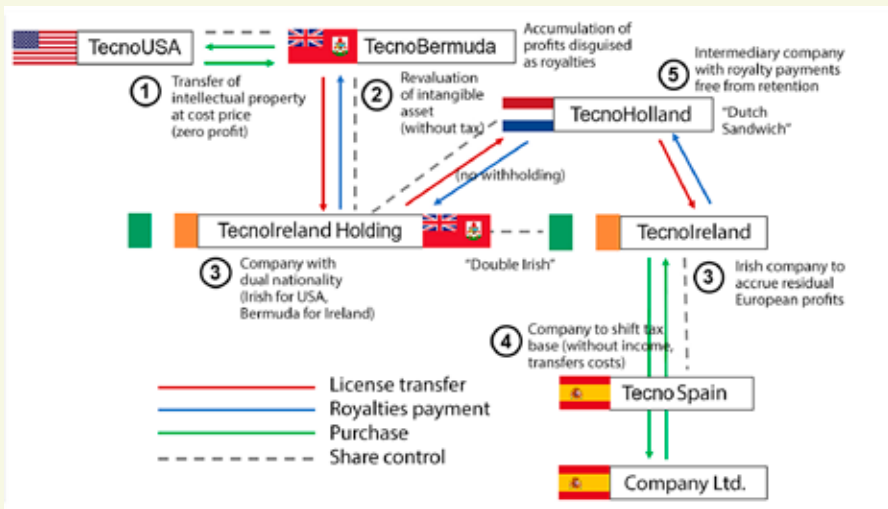 TecnoUSA
TecnoBermuda
Accumulation of
profits disguised
as royalties
1
Transfer of
intellectual property
at cost price
(zero profit)
2
Revaluation
of intangible
asset
(without tax)
5
Intermediary company
with royalty payments
free from retention
TecnoHolland
"Dutch
Sandwich"
(no withholding)
TecnoIreland Holding
TecnoIreland
3
Company with
dual nationality
(Irish for USA,
Bermuda for Ireland)
"Double Irish"
3
Irish company to
accrue residual
European profits
4
Company to shift tax
base (without income,
transfers costs)
Tecno Spain
Company Ltd.
License transfer
Royalties payment
Purchase
Share control